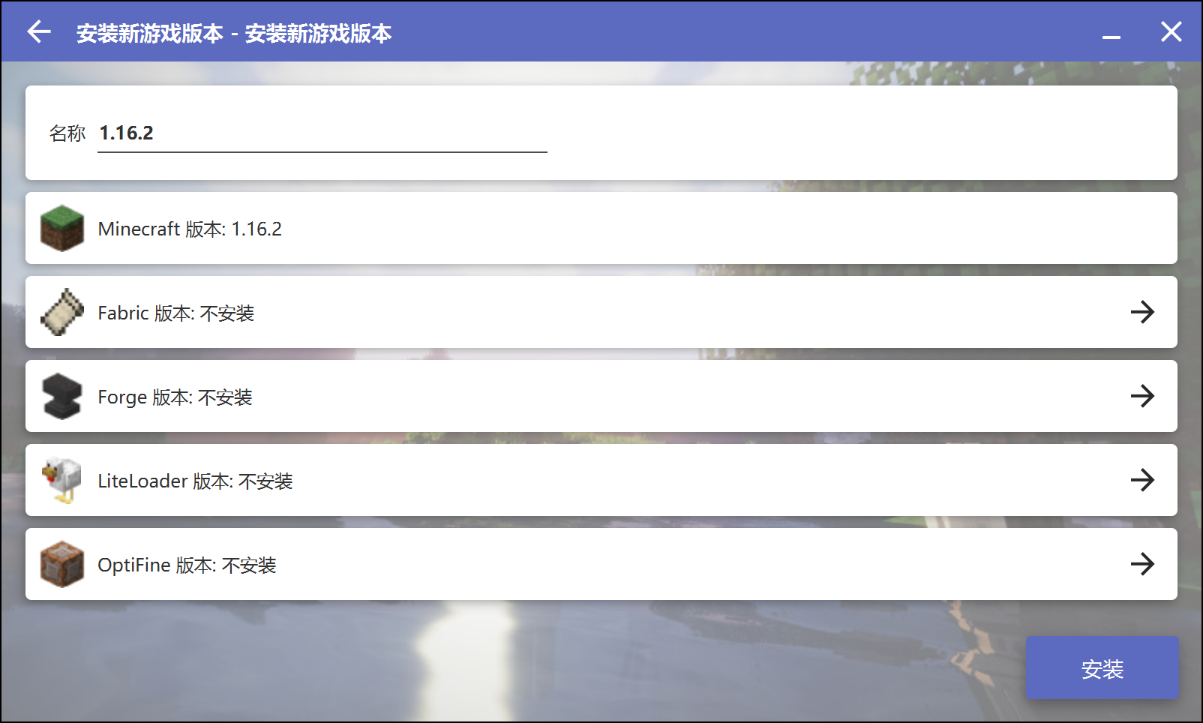 安装新游戏版本 - 安装新游戏版本
名称 1.16.2
Minecraft 版本: 1.16.2
Fabric 版本: 不安装
Forge 版本: 不安装
LiteLoader 版本: 不安装
OptiFine 版本: 不安装
安装